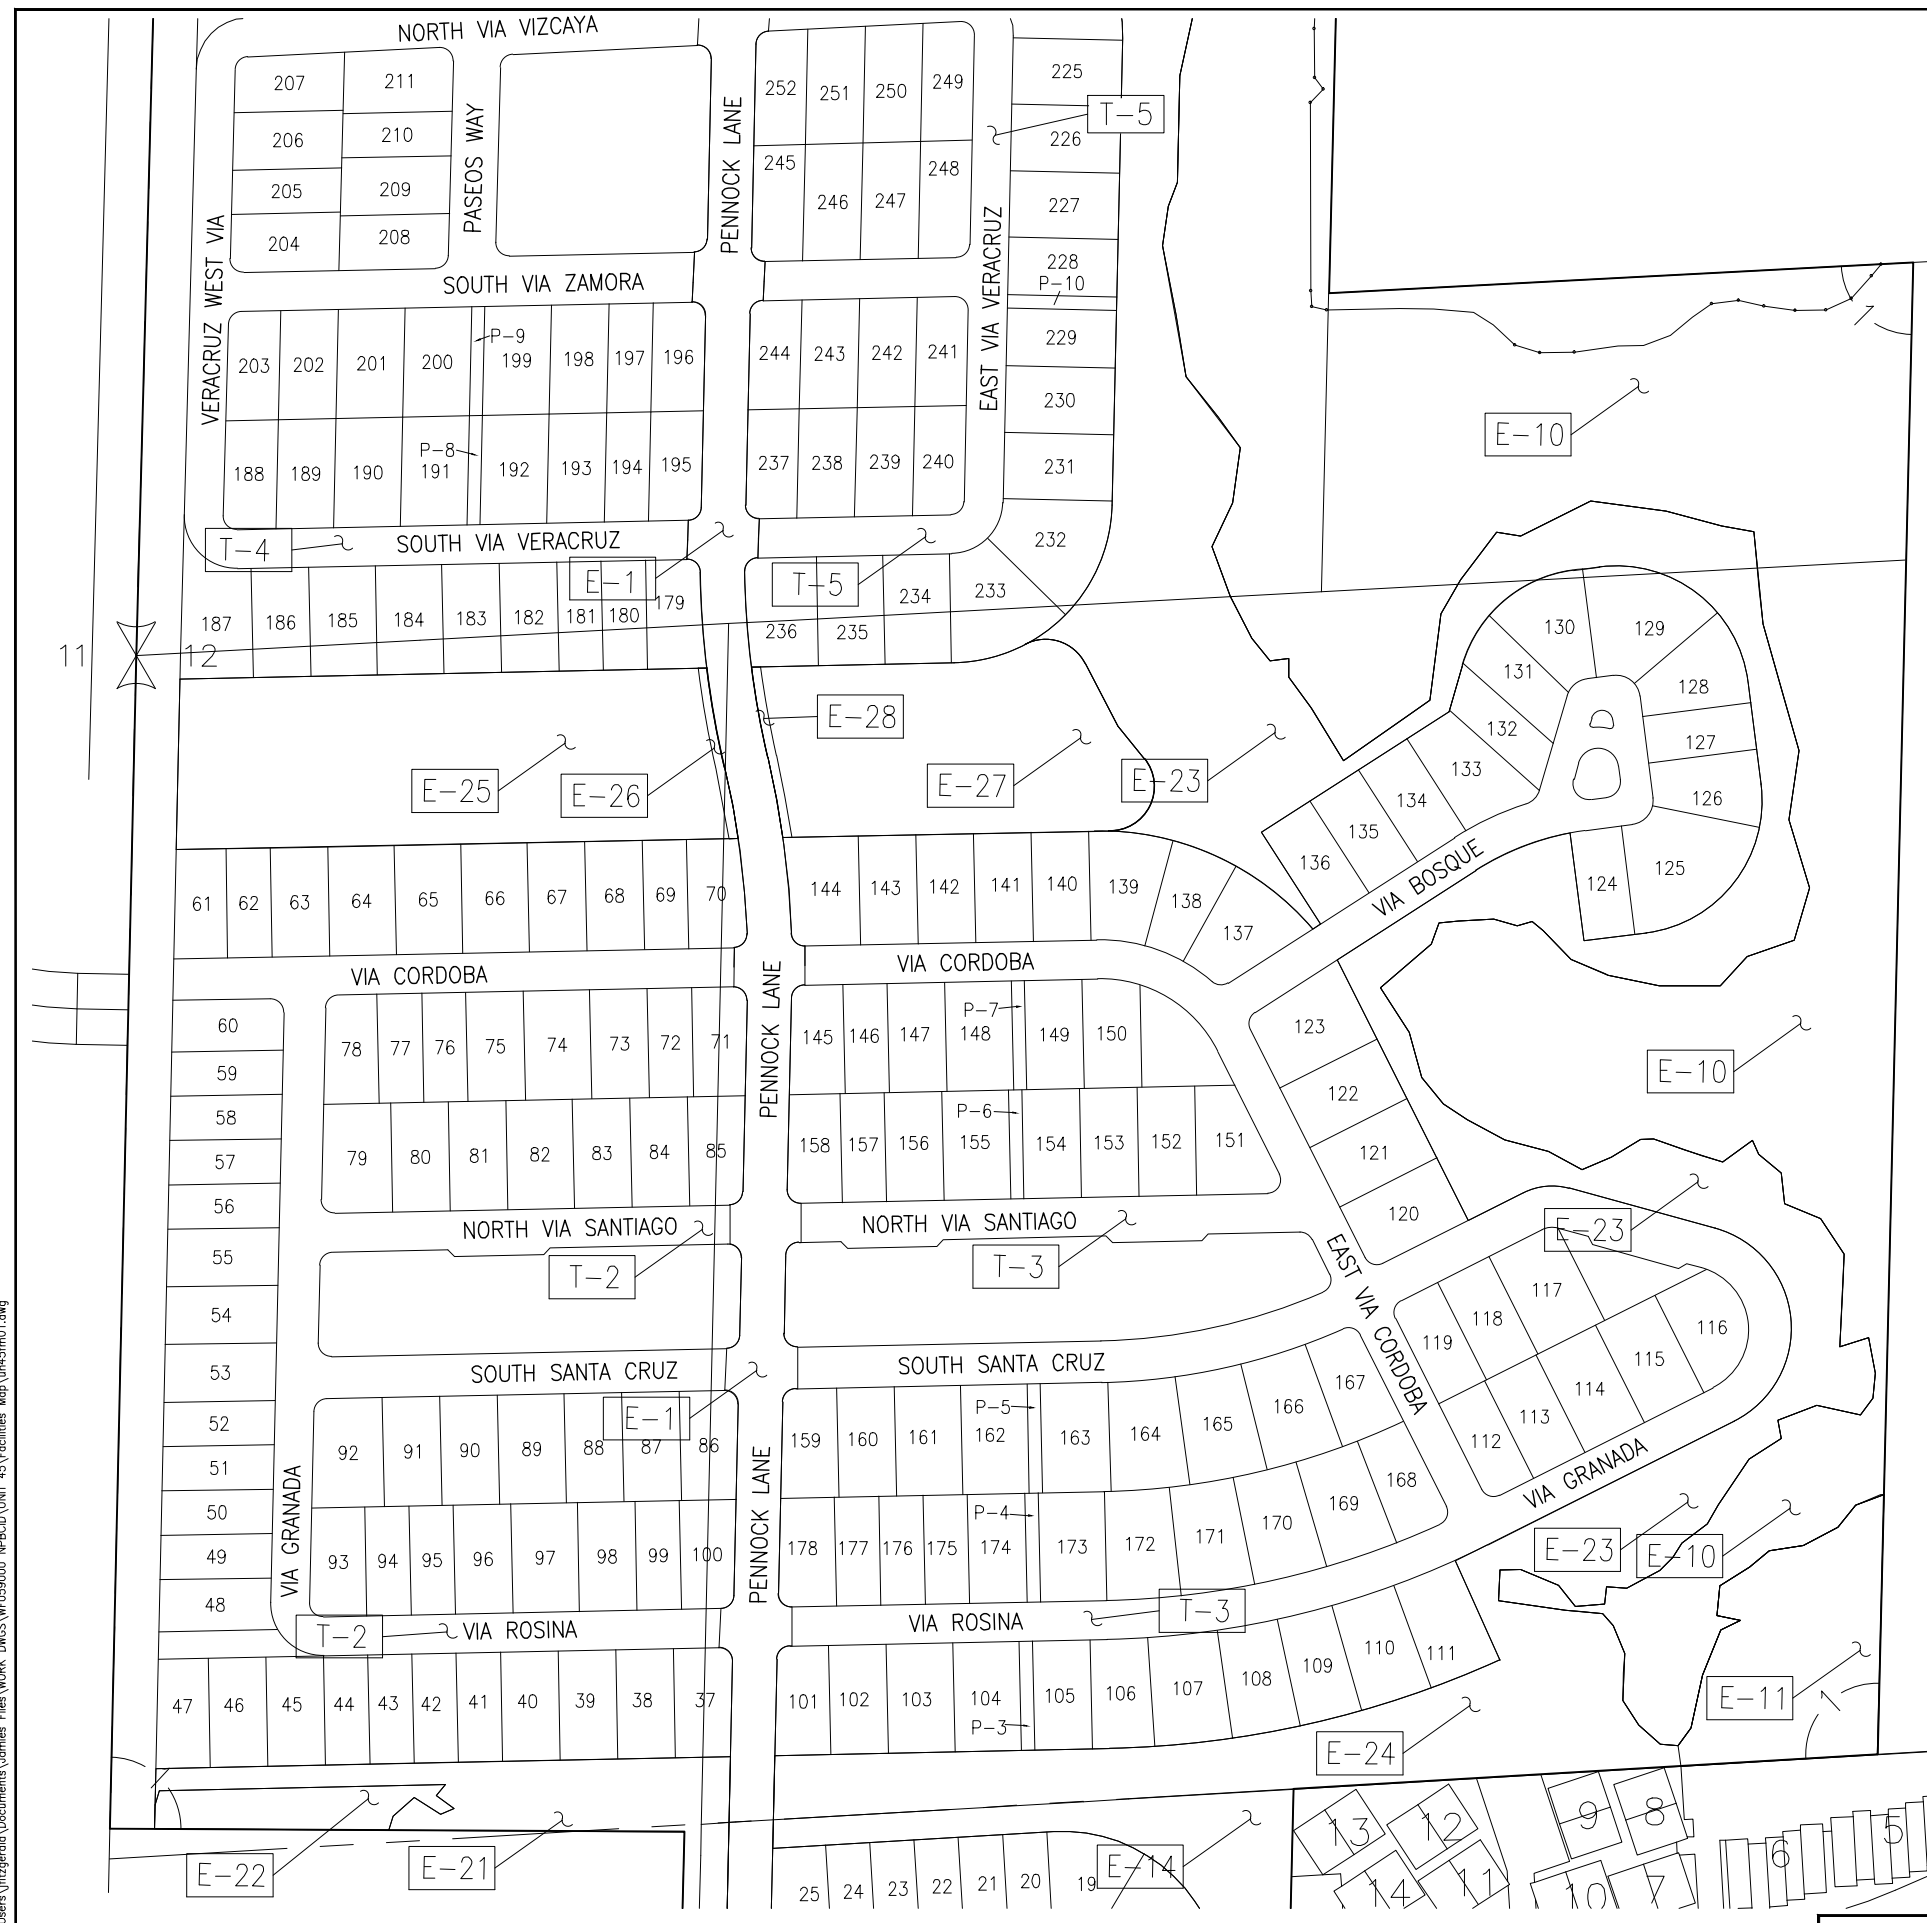 NORTH VIA VIZCAYA
207 211 252 251 250 249 225
T-5
206 210 226
PASEOS WAY
PENNOCK LANE
245 248
205 209 246 247 227
204 208 228
P-10
VERACRUZ WEST VIA
EAST VIA VERACRUZ
SOUTH VIA ZAMORA
P-9
203 202 201 200 199 198 197 196 244 243 242 241 229
230
E-10
P-8
188 189 190 191 192 193 194 195 237 238 239 240 231
T-4 SOUTH VIA VERACRUZ
E-1 T-5 232
187 186 185 184 183 182 181 180 179 236 235 234 233
11 12
130 129
131 128
132 127
133 126
134
135
136
E-28
E-25 E-26 E-27 E-23
VIA BOSQUE
124 125
61 62 63 64 65 66 67 68 69 70 144 143 142 141 140 139 138 137
VIA CORDOBA VIA CORDOBA
PENNOCK LANE
60
P-7
78 77 76 75 74 73 72 71 145 146 147 148 149 150 123
59
E-10
58
P-6
122
57
79 80 81 82 83 84 85 158 157 156 155 154 153 152 151 121
56
120
NORTH VIA SANTIAGO NORTH VIA SANTIAGO
E-23
55
T-2 T-3
EAST VIA CORDOBA
54
117
118
119
116
115
114
113
112
53
SOUTH SANTA CRUZ SOUTH SANTA CRUZ
E-1
52
P-5
92 91 90 89 88 87 86 159 160 161 162 163 164 165 166 167
51
VIA GRANADA
PENNOCK LANE
VIA GRANADA
50
P-4
49
93 94 95 96 97 98 99 100 178 177 176 175 174 173 172 171 170 169 168
E-23 E-10
48
T-2 VIA ROSINA VIA ROSINA T-3
47 46 45 44 43 42 41 40 39 38 37 101 102 103 104 105 106 107 108 109 110 111
P-3
E-11
E-24
E-22 E-21 E-14
25 24 23 22 21 20 19
13 12 9 8 5
14 11 10 7 6